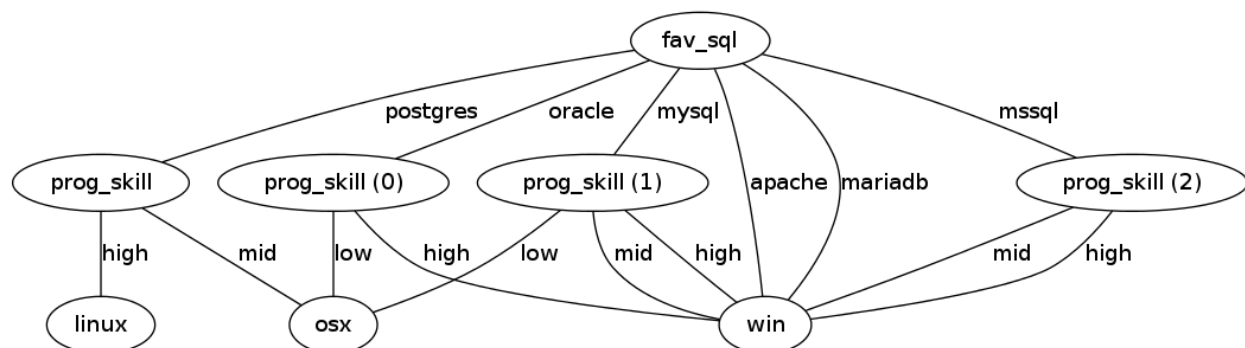 fav_sql
postgres
oracle
mysql
apache
mariadb
mssql
prog_skill
prog_skill (0)
prog_skill (1)
prog_skill (2)
high
mid
low
high
low
mid
high
mid
high
linux
osx
win